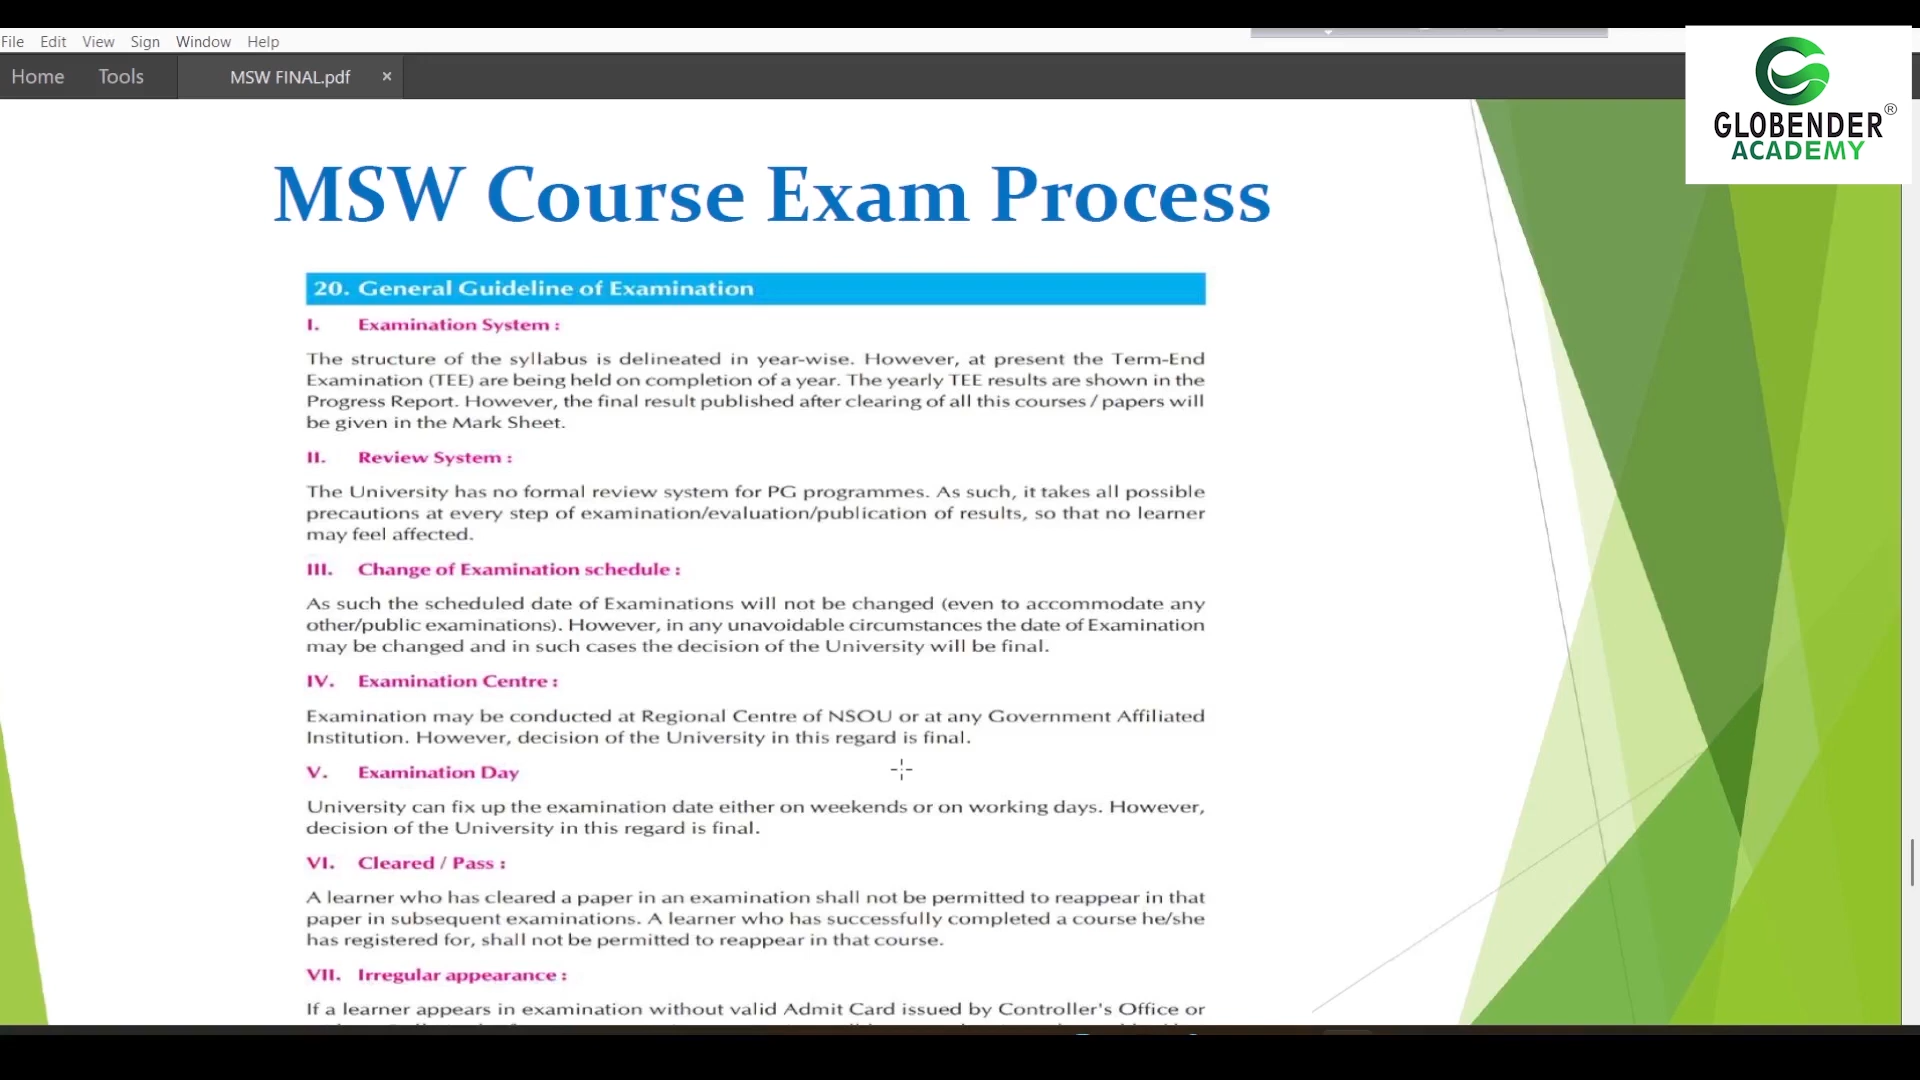 File Edit View Sign Window Help
Home Tools MSW FINAL.pdf ×
GLOBENDER®
ACADEMY
MSW Course Exam Process
20. General Guideline of Examination
I. Examination System :
The structure of the syllabus is delineated in year-wise. However, at present the Term-End
Examination (TEE) are being held on completion of a year. The yearly TEE results are shown in the
Progress Report. However, the final result published after clearing of all this courses / papers will
be given in the Mark Sheet.
II. Review System :
The University has no formal review system for PG programmes. As such, it takes all possible
precautions at every step of examination/evaluation/publication of results, so that no learner
may feel affected.
III. Change of Examination schedule :
As such the scheduled date of Examinations will not be changed (even to accommodate any
other/public examinations). However, in any unavoidable circumstances the date of Examination
may be changed and in such cases the decision of the University will be final.
IV. Examination Centre :
Examination may be conducted at Regional Centre of NSOU or at any Government Affiliated
Institution. However, decision of the University in this regard is final.
V. Examination Day
University can fix up the examination date either on weekends or on working days. However,
decision of the University in this regard is final.
VI. Cleared / Pass :
A learner who has cleared a paper in an examination shall not be permitted to reappear in that
paper in subsequent examinations. A learner who has successfully completed a course he/she
has registered for, shall not be permitted to reappear in that course.
VII. Irregular appearance :
If a learner appears in examination without valid Admit Card issued by Controller's Office or